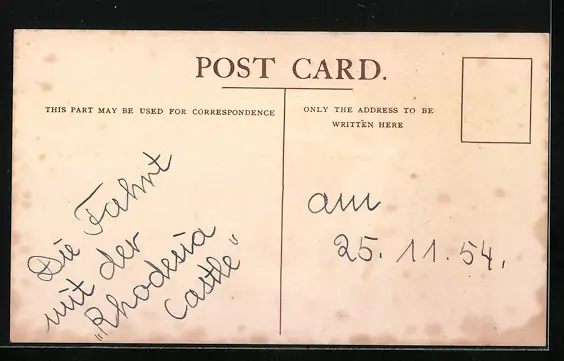 POST CARD.
THIS PART MAY BE USED FOR CORRESPONDENCE
ONLY THE ADDRESS TO BE
WRITTEN HERE
Die Fahrt
mit der
„Rhodesia
Castle"
am
25. 11. 54.